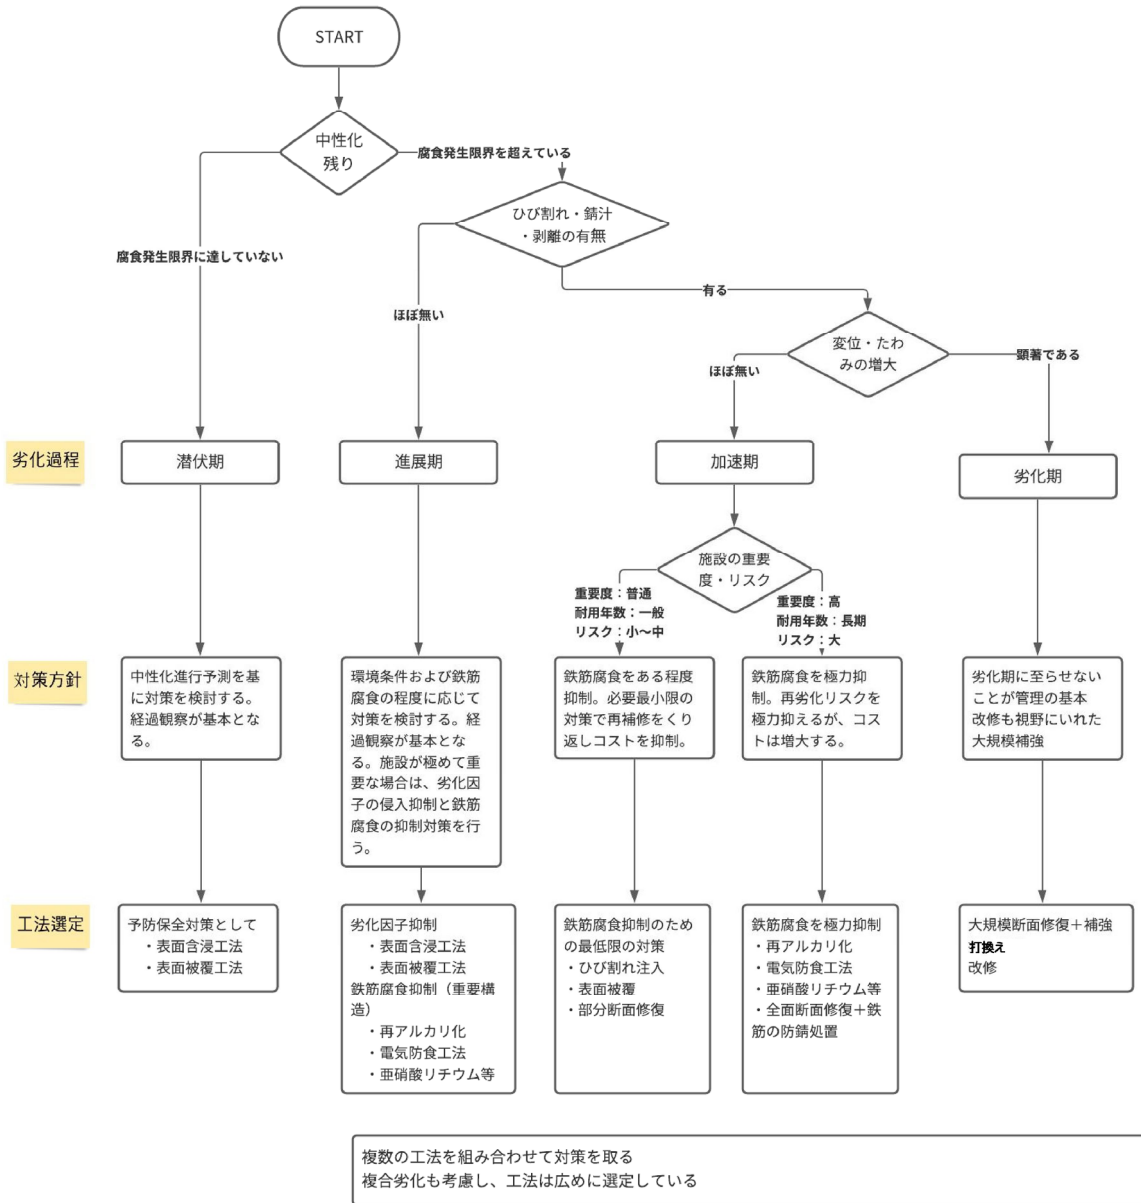 START
中性化
残り
腐食発生限界を超えている
ひび割れ・錆汁
・剥離の有無
腐食発生限界に達していない
有る
ほぼ無い
変位・たわ
みの増大
顕著である
ほぼ無い
劣化過程
潜伏期
進展期
加速期
劣化期
施設の重要
度・リスク
重要度：普通
耐用年数：一般
リスク：小〜中
重要度：高
耐用年数：長期
リスク：大
対策方針
中性化進行予測を基
に対策を検討する。
経過観察が基本とな
る。
環境条件および鉄筋
腐食の程度に応じて
対策を検討する。経
過観察が基本とな
る。施設が極めて重
要な場合は、劣化因
子の侵入抑制と鉄筋
腐食の抑制対策を行
う。
鉄筋腐食をある程度
抑制。必要最小限の
対策で再補修をくり
返しコストを抑制。
鉄筋腐食を極力抑
制。再劣化リスクを
極力抑えるが、コス
トは増大する。
劣化期に至らせない
ことが管理の基本
改修も視野にいれた
大規模補強
工法選定
予防保全対策として
・表面含浸工法
・表面被覆工法
劣化因子抑制
・表面含浸工法
・表面被覆工法
鉄筋腐食抑制（重要構
造）
・再アルカリ化
・電気防食工法
・亜硝酸リチウム等
鉄筋腐食抑制のため
の最低限の対策
・ひび割れ注入
・表面被覆
・部分断面修復
鉄筋腐食を極力抑制
・再アルカリ化
・電気防食工法
・亜硝酸リチウム等
・全面断面修復＋鉄
筋の防錆処置
大規模断面修復＋補強
打換え
改修
複数の工法を組み合わせて対策を取る
複合劣化も考慮し、工法は広めに選定している